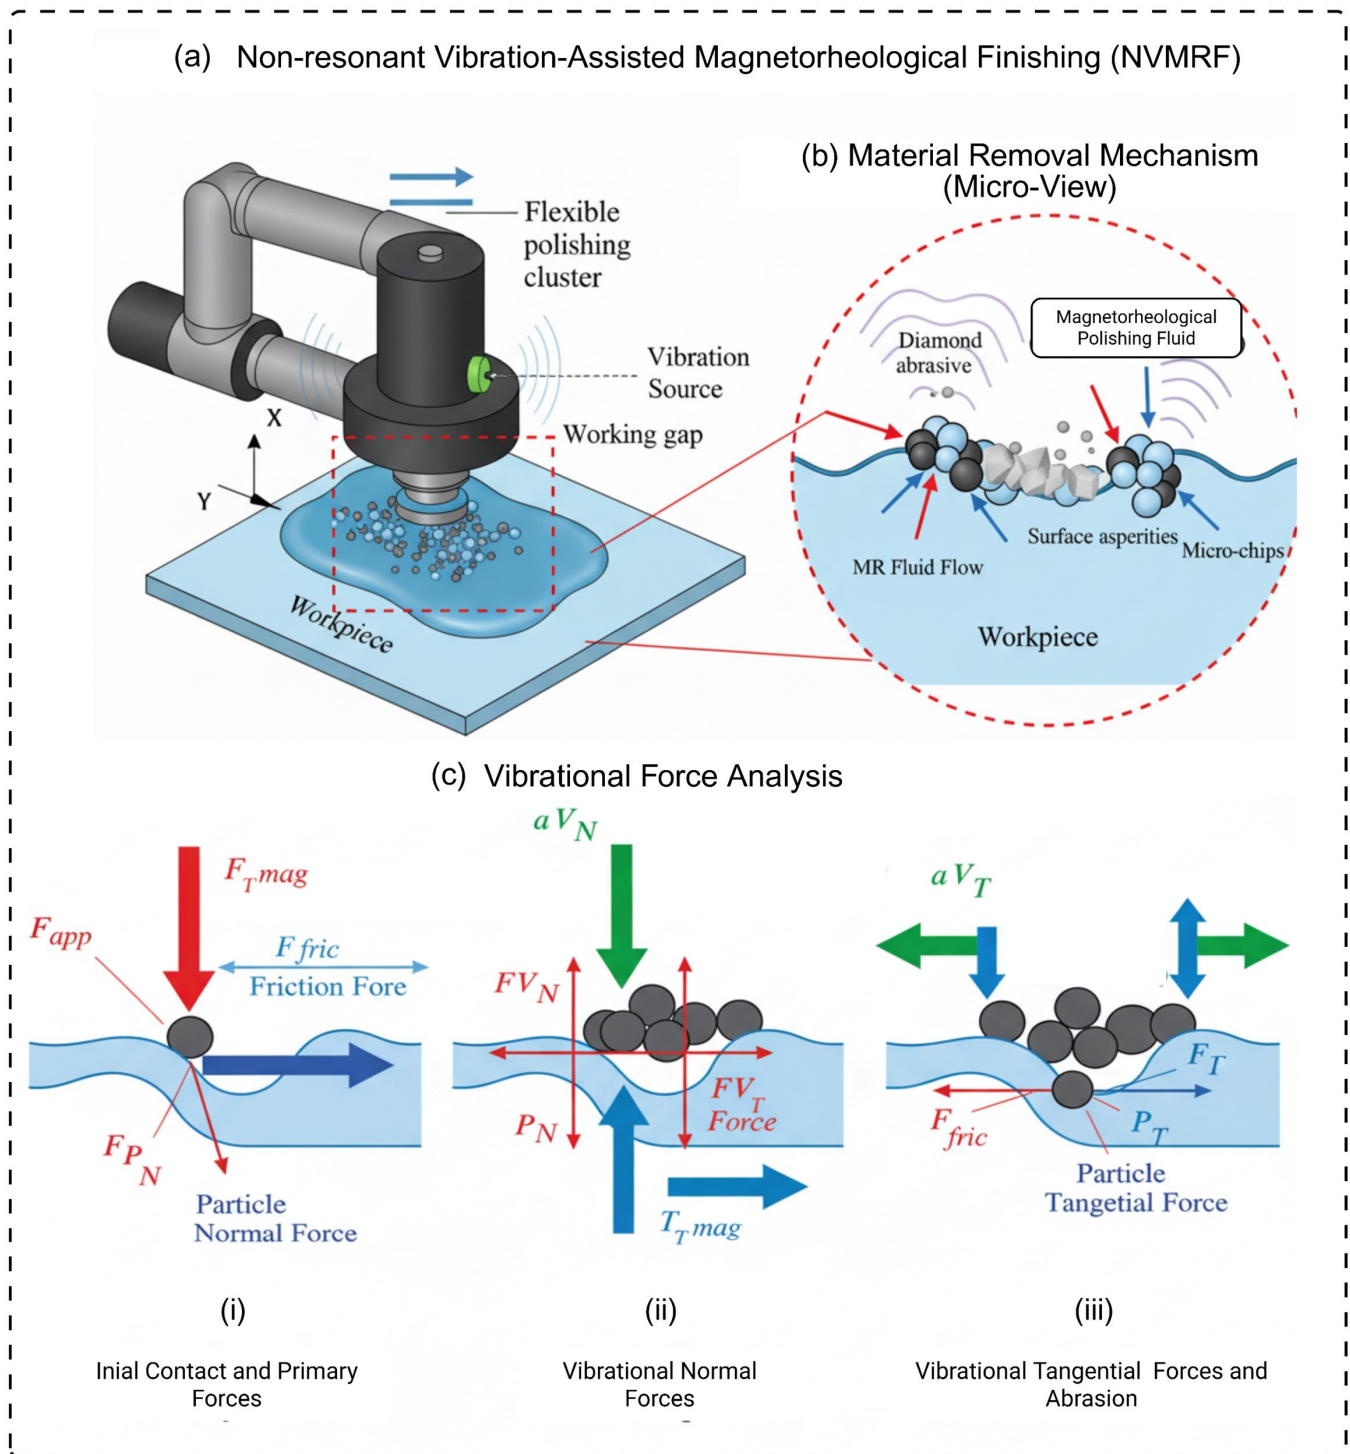 (a) Non-resonant Vibration-Assisted Magnetorheological Finishing (NVMRF)
Flexible
polishing
cluster
Vibration
Source
Working gap
X
Y
Workpiece
(b) Material Removal Mechanism
(Micro-View)
Diamond
abrasive
Magnetorheological
Polishing Fluid
MR Fluid Flow
Surface asperities
Micro-chips
Workpiece
(c) Vibrational Force Analysis
F_T mag
F_app
F fric
Friction Fore
F_P_N
Particle
Normal Force
(i)
Inial Contact and Primary
Forces
a V_N
FV_N
P_N
FV_T
Force
T_T mag
(ii)
Vibrational Normal
Forces
a V_T
F_T
F_fric
P_T
Particle
Tangetial Force
(iii)
Vibrational Tangential Forces and
Abrasion